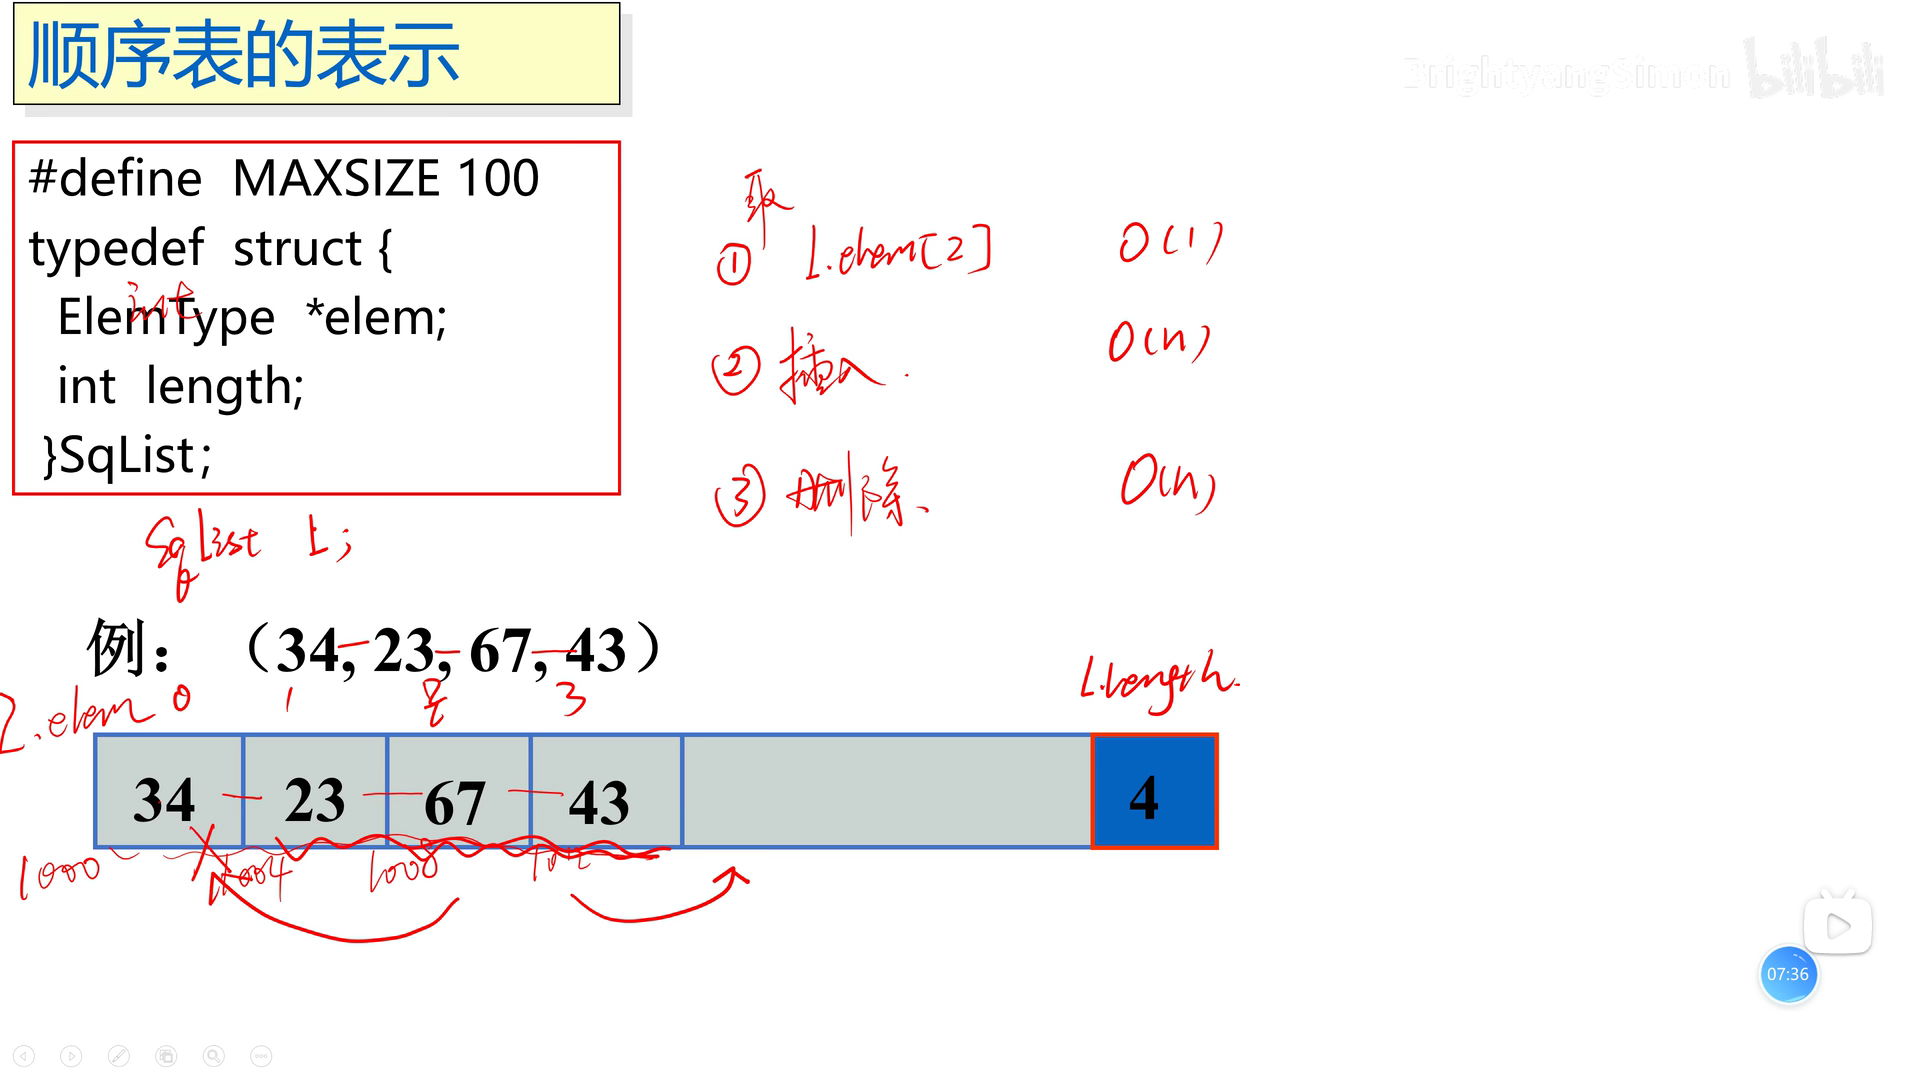 顺序表的表示
BrightyangSimon bilibili
#define MAXSIZE 100
typedef struct {
int
ElemType *elem;
int length;
}SqList;
SqList L;
取
① L.elem[2] O(1)
② 插入. O(n)
③ 删除、 O(n)
例：（34, 23, 67, 43）
L.elem 0 1 2 3
L.length.
34 23 67 43 4
1000 1004 1008 1012
07:36